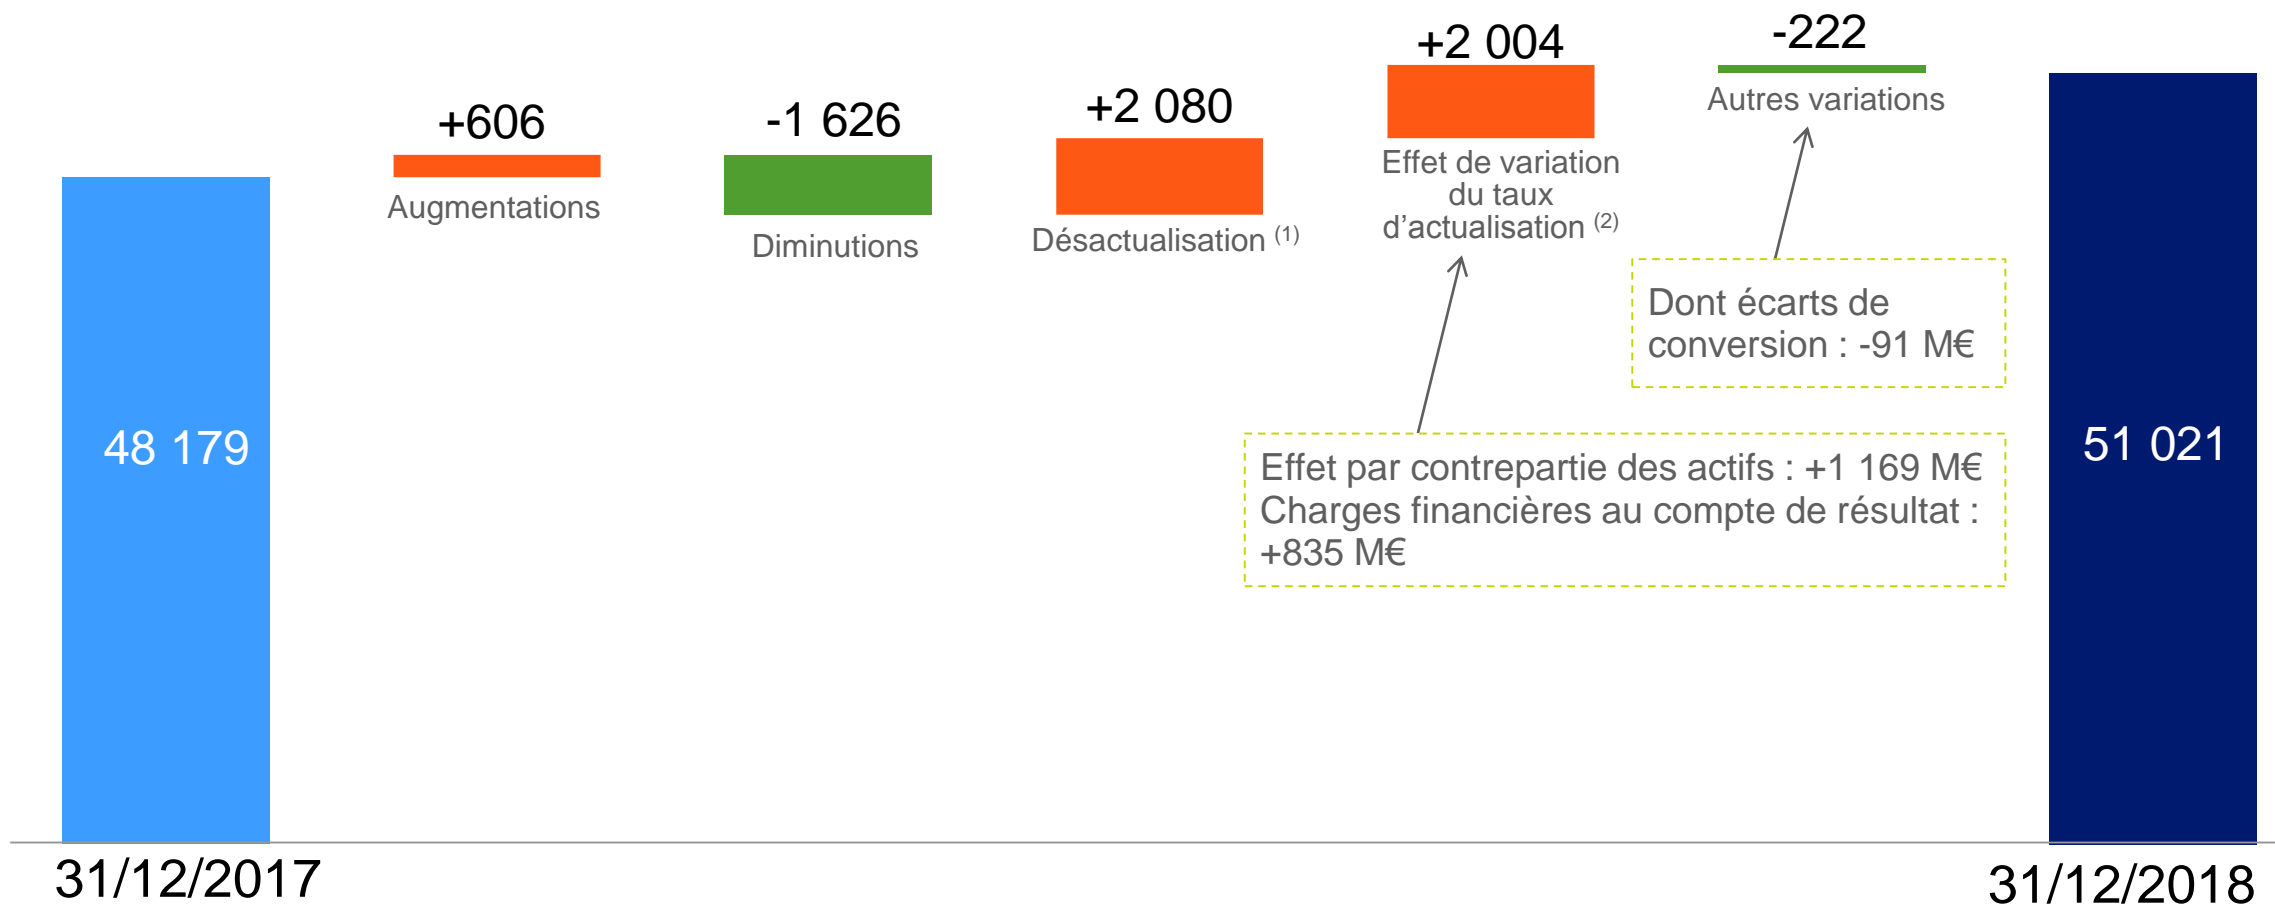 +606
Augmentations
-1 626
Diminutions
+2 080
Désactualisation (1)
+2 004
Effet de variation
du taux
d’actualisation (2)
-222
Autres variations
Dont écarts de
conversion : -91 M€
Effet par contrepartie des actifs : +1 169 M€
Charges financières au compte de résultat :
+835 M€
48 179
51 021
31/12/2017
31/12/2018